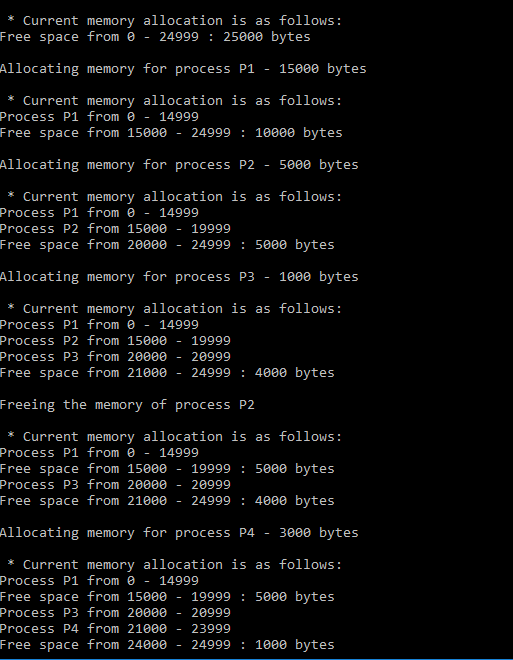 * Current memory allocation is as follows:
Free space from 0 - 24999 : 25000 bytes
Allocating memory for process P1 - 15000 bytes
* Current memory allocation is as follows:
Process P1 from 0 - 14999
Free space from 15000 - 24999 : 10000 bytes
Allocating memory for process P2 - 5000 bytes
* Current memory allocation is as follows:
Process P1 from 0 - 14999
Process P2 from 15000 - 19999
Free space from 20000 - 24999 : 5000 bytes
Allocating memory for process P3 - 1000 bytes
* Current memory allocation is as follows:
Process P1 from 0 - 14999
Process P2 from 15000 - 19999
Process P3 from 20000 - 20999
Free space from 21000 - 24999 : 4000 bytes
Freeing the memory of process P2
* Current memory allocation is as follows:
Process P1 from 0 - 14999
Free space from 15000 - 19999 : 5000 bytes
Process P3 from 20000 - 20999
Free space from 21000 - 24999 : 4000 bytes
Allocating memory for process P4 - 3000 bytes
* Current memory allocation is as follows:
Process P1 from 0 - 14999
Free space from 15000 - 19999 : 5000 bytes
Process P3 from 20000 - 20999
Process P4 from 21000 - 23999
Free space from 24000 - 24999 : 1000 bytes